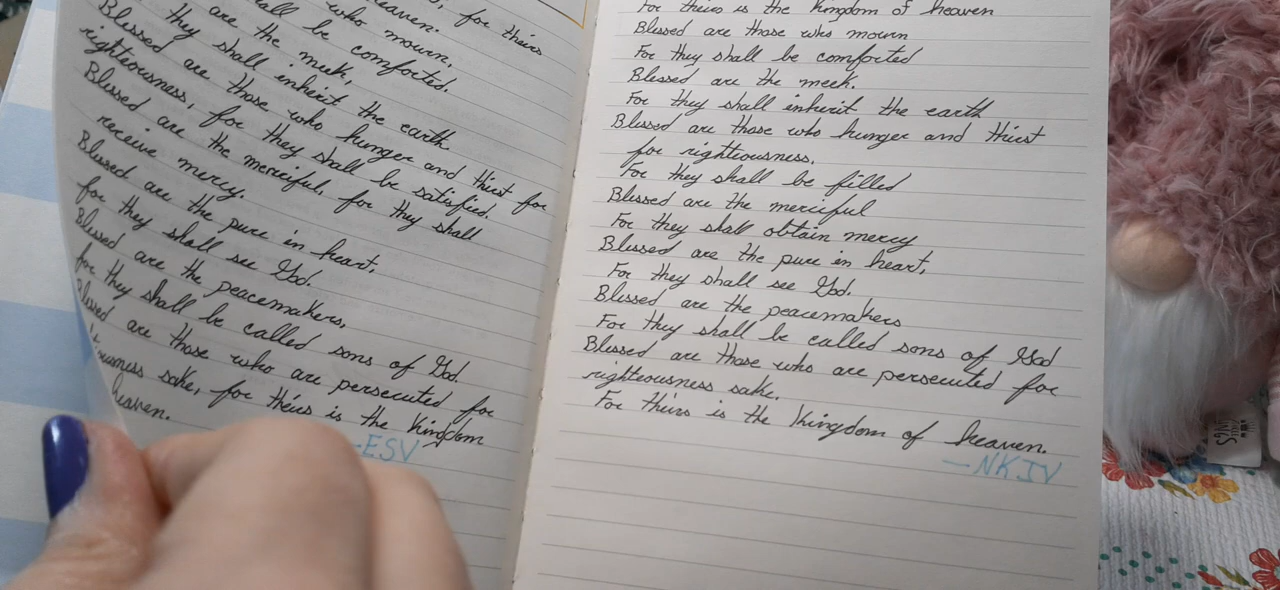 for theirs
heaven.
who mourn.
shall be comforted.
are the meek,
they shall inherit the earth
Blessed are those who hunger and thirst for
righteousness, for they shall be satisfied.
Blessed are the merciful, for they shall
receive mercy.
Blessed are the pure in heart,
for they shall see God.
Blessed are the peacemakers,
for they shall be called sons of God.
Blessed are those who are persecuted for
sake, for theirs is the kingdom
heaven.
-ESV
For theirs is the kingdom of heaven
Blessed are those who mourn
For they shall be comforted
Blessed are the meek.
For they shall inherit the earth
Blessed are those who hunger and thirst
for righteousness.
For they shall be filled
Blessed are the merciful
For they shall obtain mercy
Blessed are the pure in heart,
For they shall see God.
Blessed are the peacemakers
For they shall be called sons of God
Blessed are those who are persecuted for
righteousness sake.
For theirs is the kingdom of heaven.
-NKJV